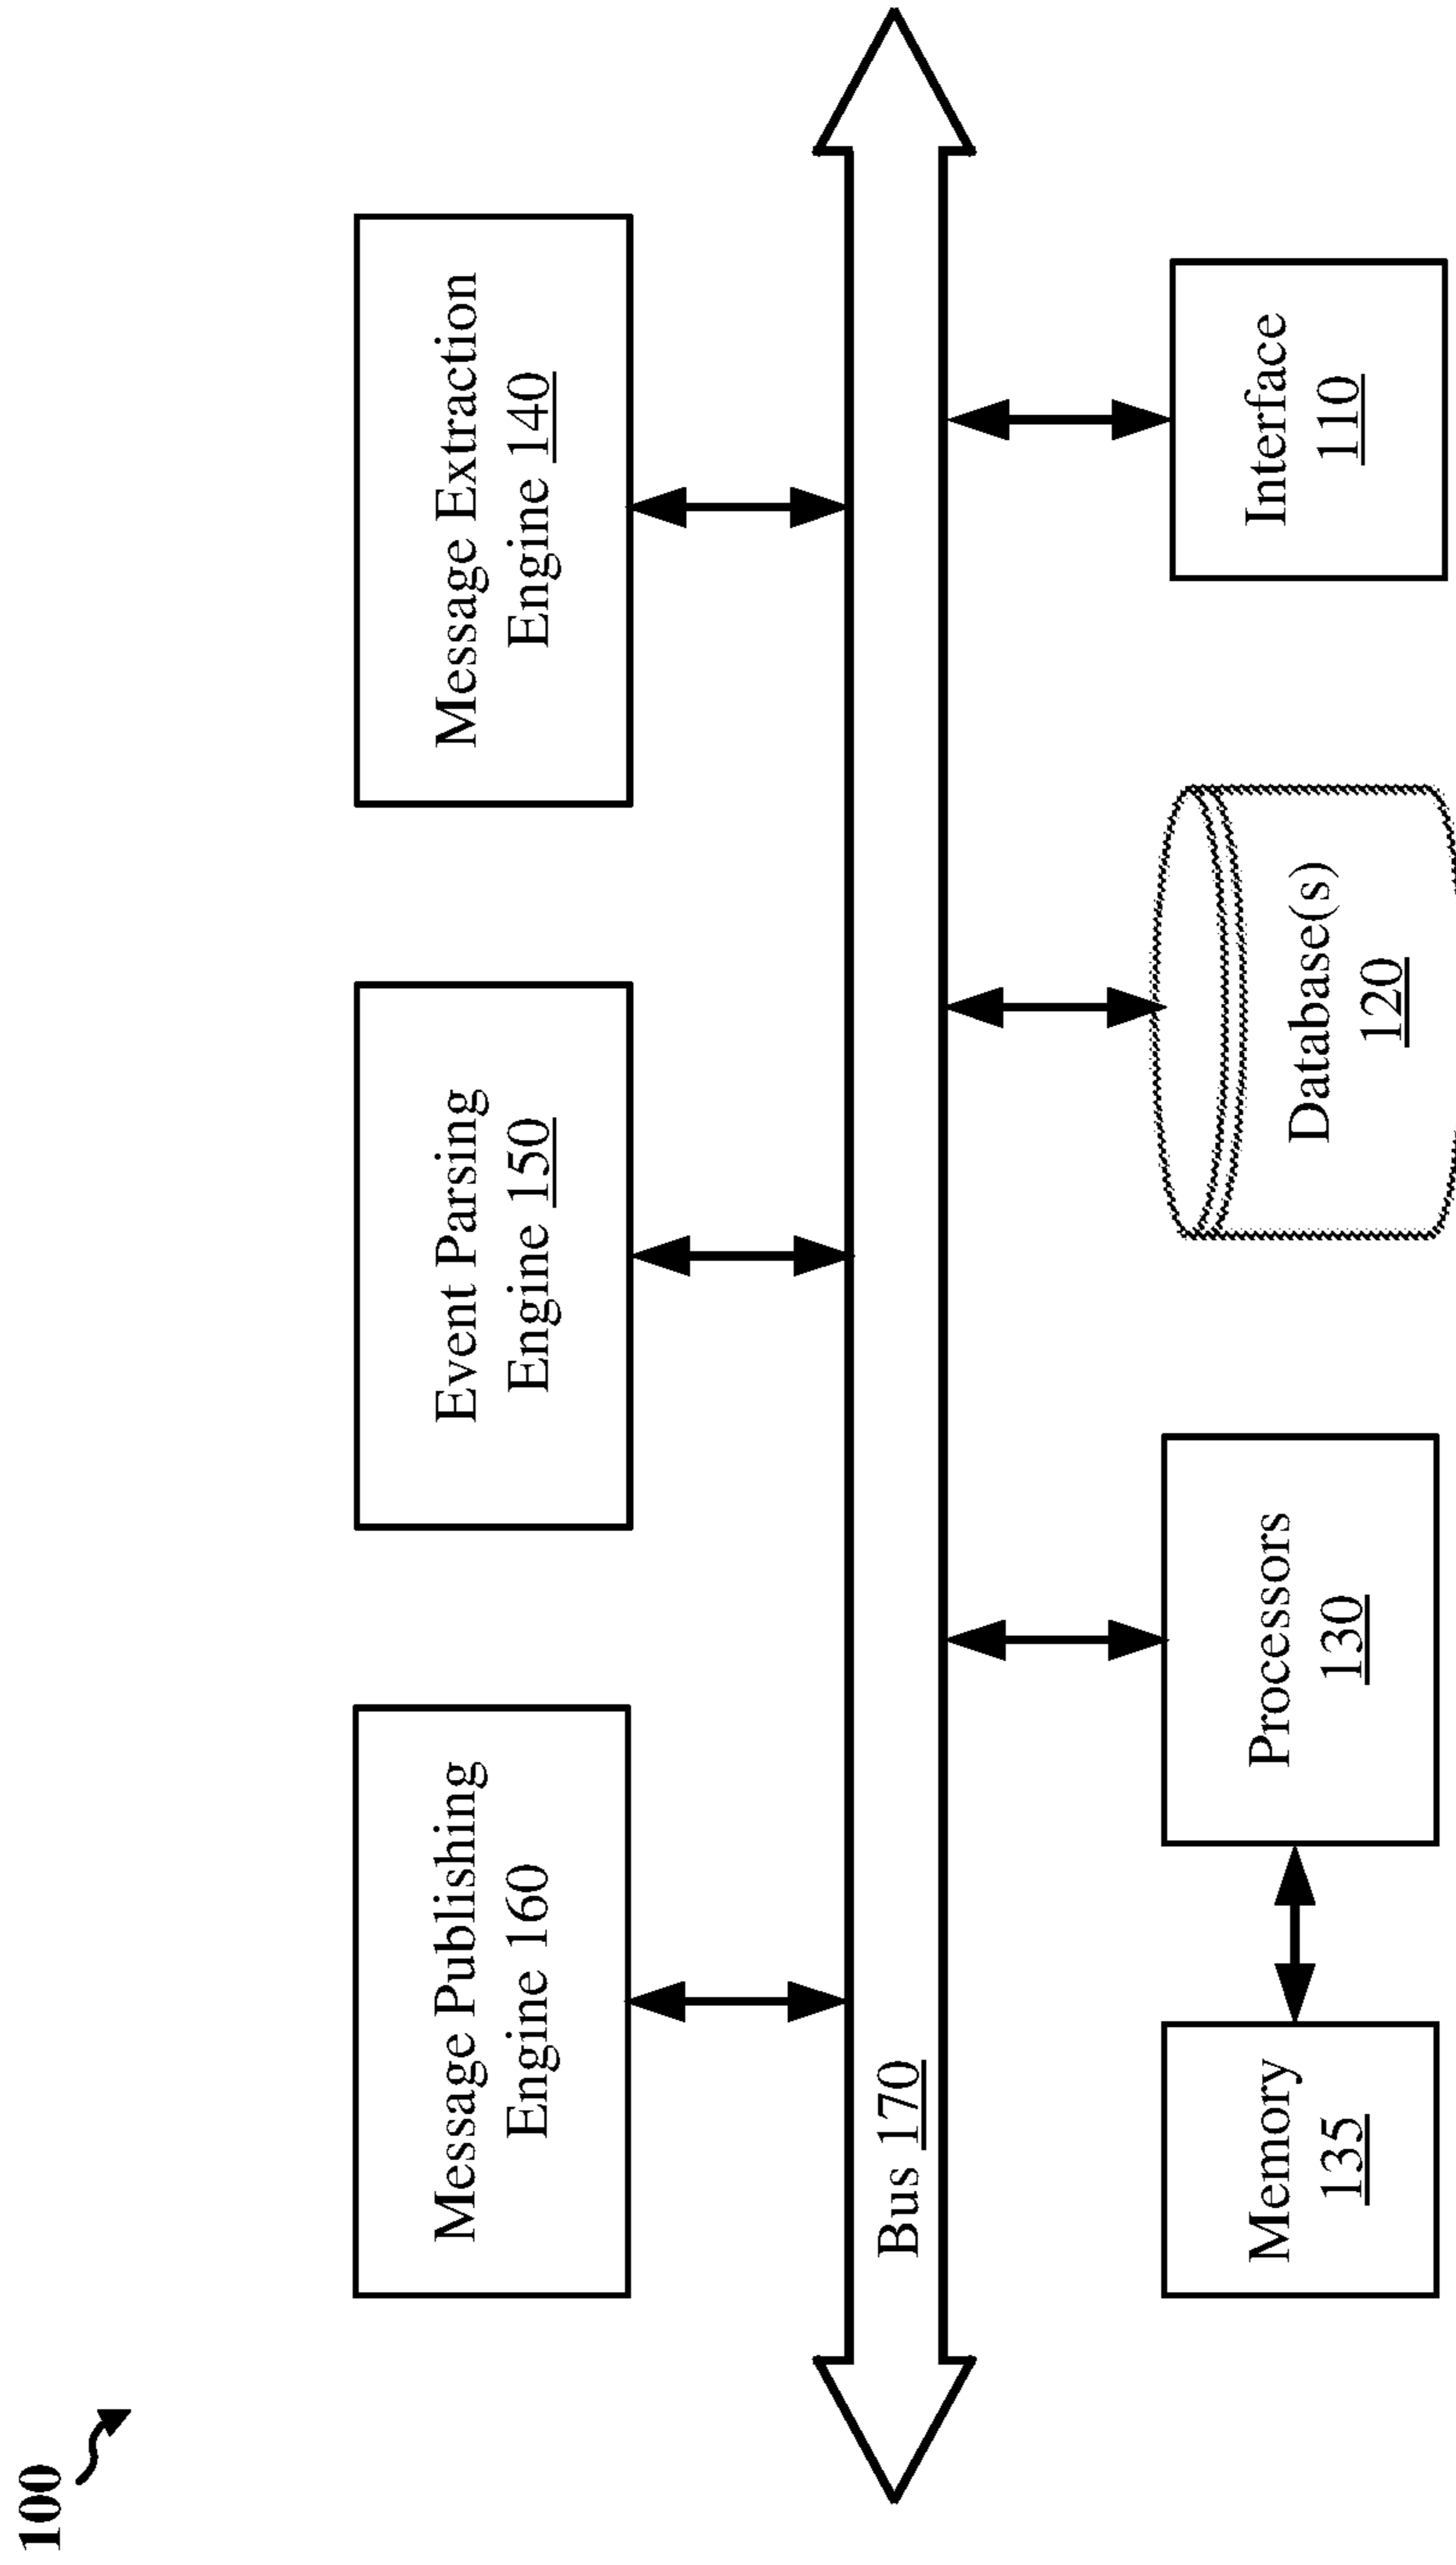 100
Message Publishing
Engine 160
Event Parsing
Engine 150
Message Extraction
Engine 140
Bus 170
Memory
135
Processors
130
Database(s)
120
Interface
110